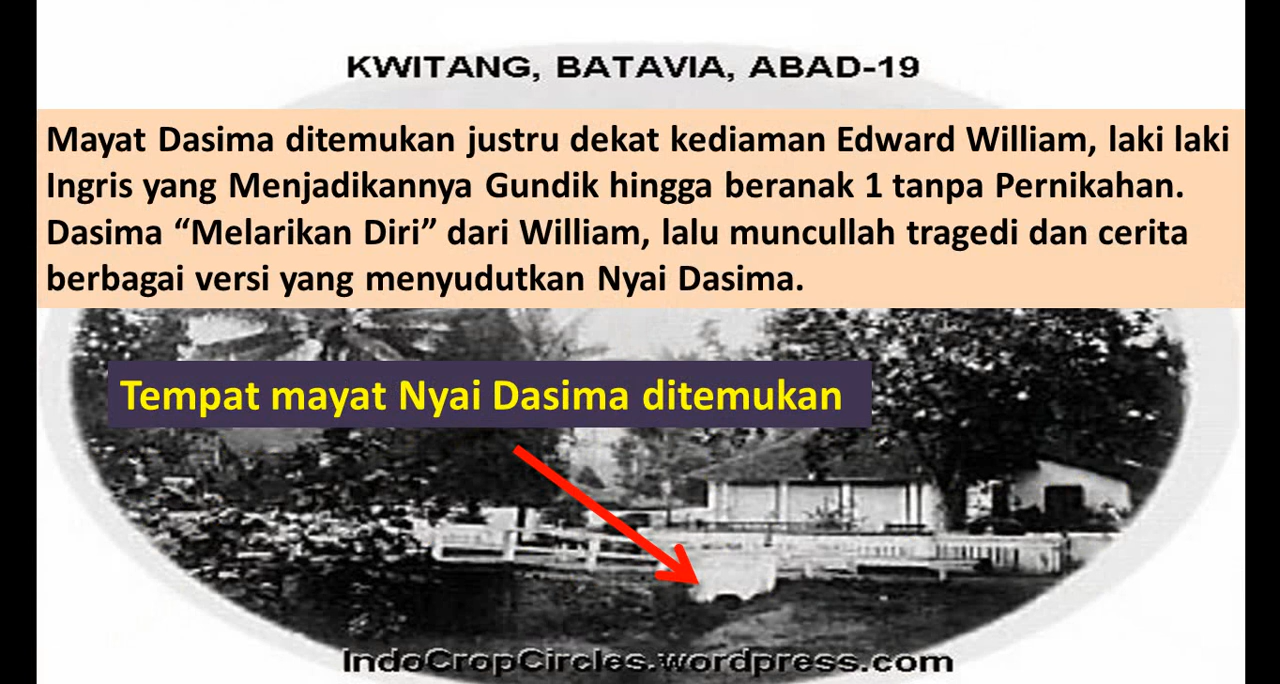 KWITANG, BATAVIA, ABAD-19
Mayat Dasima ditemukan justru dekat kediaman Edward William, laki laki
Ingris yang Menjadikannya Gundik hingga beranak 1 tanpa Pernikahan.
Dasima “Melarikan Diri” dari William, lalu muncullah tragedi dan cerita
berbagai versi yang menyudutkan Nyai Dasima.
Tempat mayat Nyai Dasima ditemukan
IndoCropCircles.wordpress.com